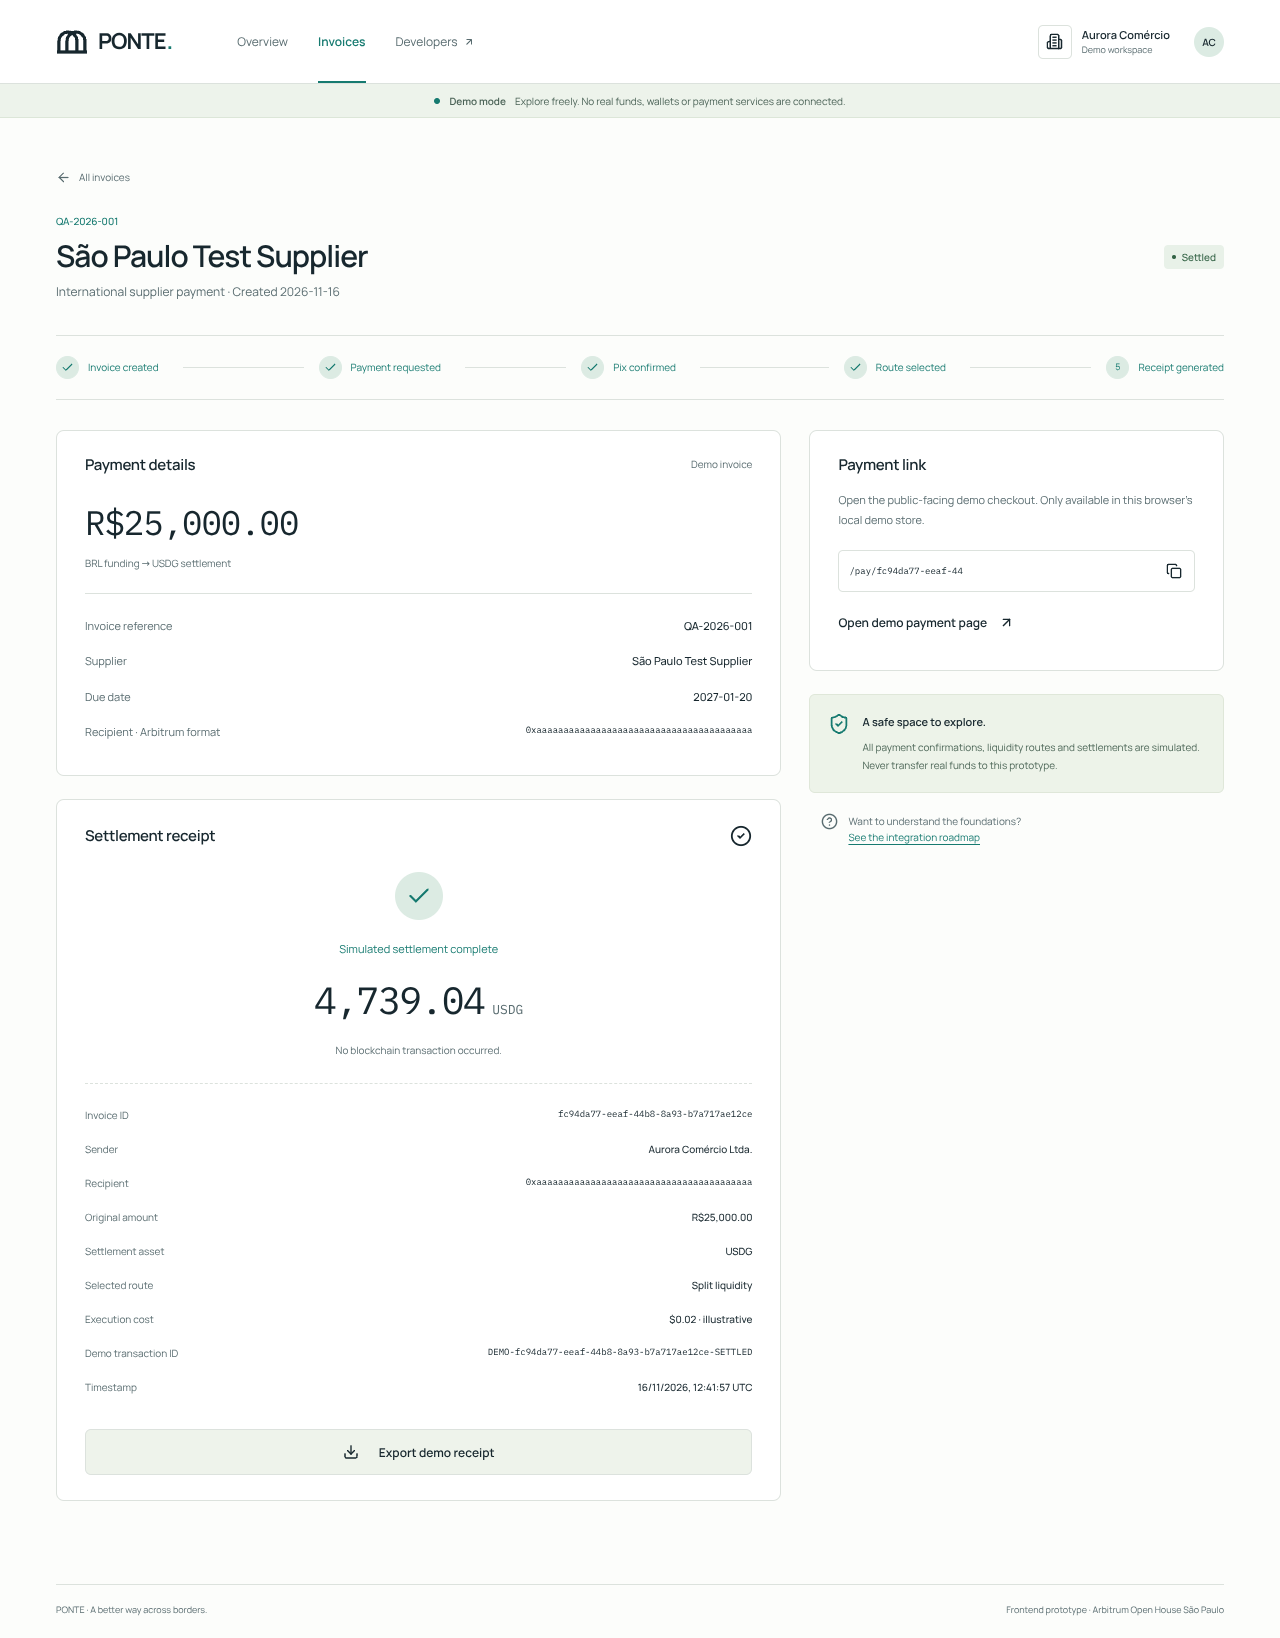 PONTE.
Overview
Invoices
Developers
Aurora Comércio
Demo workspace
AC
Demo mode Explore freely. No real funds, wallets or payment services are connected.
All invoices
QA-2026-001
São Paulo Test Supplier
Settled
International supplier payment · Created 2026-11-16
Invoice created
Payment requested
Pix confirmed
Route selected
5 Receipt generated
Payment details
Demo invoice
R$25,000.00
BRL funding → USDG settlement
Invoice reference QA-2026-001
Supplier São Paulo Test Supplier
Due date 2027-01-20
Recipient · Arbitrum format 0xaaaaaaaaaaaaaaaaaaaaaaaaaaaaaaaaaaaaaaaa
Payment link
Open the public-facing demo checkout. Only available in this browser's
local demo store.
/pay/fc94da77-eeaf-44
Open demo payment page
A safe space to explore.
All payment confirmations, liquidity routes and settlements are simulated.
Never transfer real funds to this prototype.
Want to understand the foundations?
See the integration roadmap
Settlement receipt
Simulated settlement complete
4,739.04 USDG
No blockchain transaction occurred.
Invoice ID fc94da77-eeaf-44b8-8a93-b7a717ae12ce
Sender Aurora Comércio Ltda.
Recipient 0xaaaaaaaaaaaaaaaaaaaaaaaaaaaaaaaaaaaaaaaa
Original amount R$25,000.00
Settlement asset USDG
Selected route Split liquidity
Execution cost $0.02 · illustrative
Demo transaction ID DEMO-fc94da77-eeaf-44b8-8a93-b7a717ae12ce-SETTLED
Timestamp 16/11/2026, 12:41:57 UTC
Export demo receipt
PONTE · A better way across borders.
Frontend prototype · Arbitrum Open House São Paulo